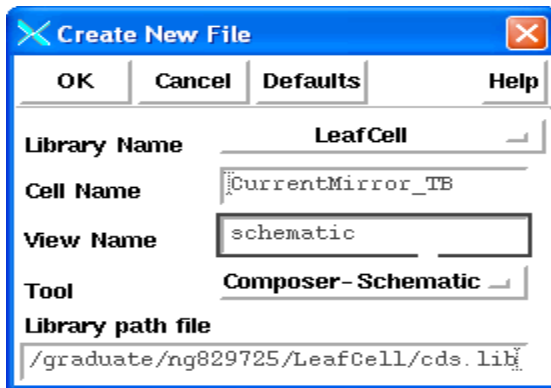 Create New File
OK Cancel Defaults Help
Library Name LeafCell
Cell Name CurrentMirror_TB
View Name schematic
Tool Composer-Schematic
Library path file
/graduate/ng829725/LeafCell/cds.lib